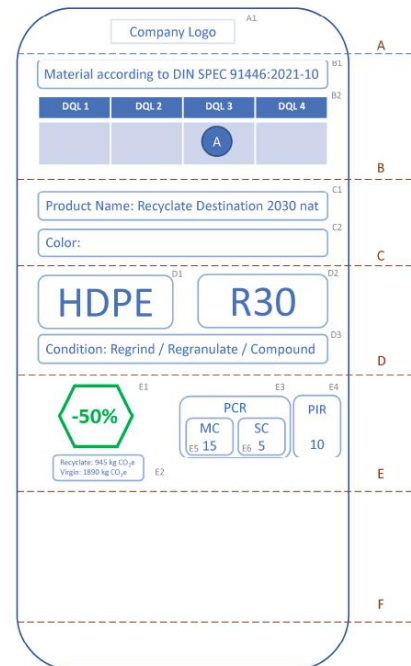 A1
Company Logo
A
B1
Material according to DIN SPEC 91446:2021-10
B2
DQL 1 DQL 2 DQL 3 DQL 4
A
B
C1
Product Name: Recyclate Destination 2030 nat
C2
Color:
C
D1 D2
HDPE R30
D3
Condition: Regrind / Regranulate / Compound
D
E1 E3 E4
-50%
PCR PIR
MC SC
E5 15 E6 5 10
Recyclate: 945 kg CO₂e
Virgin: 1890 kg CO₂e
E2
E
F